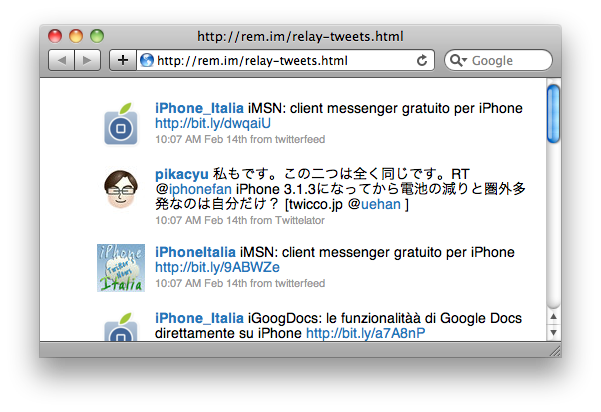 http://rem.im/relay-tweets.html
http://rem.im/relay-tweets.html
Google
iPhone_Italia iMSN: client messenger gratuito per iPhone
http://bit.ly/dwqaiU
10:07 AM Feb 14th from twitterfeed
pikacyu 私もです。この二つは全く同じです。RT
@iphonefan iPhone 3.1.3になってから電池の減りと圏外多
発なのは自分だけ？ [twicco.jp @uehan ]
10:07 AM Feb 14th from Twittelator
iPhone
Twitter's
News
Italia
iPhoneItalia iMSN: client messenger gratuito per iPhone
http://bit.ly/9ABWZe
10:07 AM Feb 14th from twitterfeed
iPhone_Italia iGoogDocs: le funzionalitàà di Google Docs
direttamente su iPhone http://bit.ly/a7A8nP